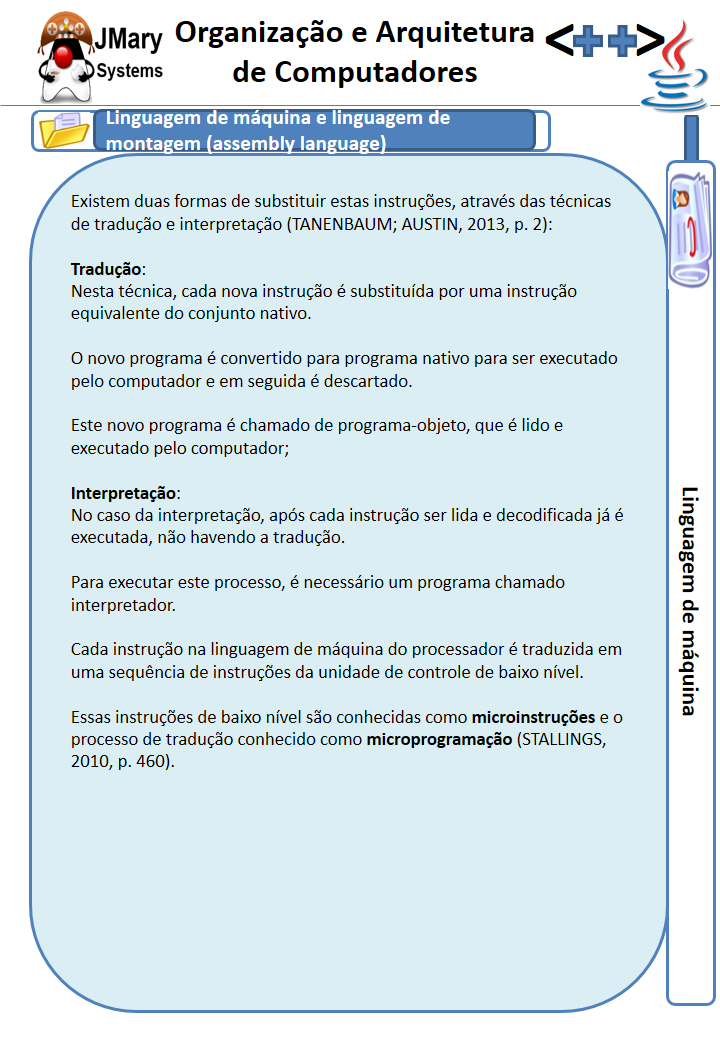 JMary
Systems
Organização e Arquitetura
de Computadores
<++>
Linguagem de máquina e linguagem de
montagem (assembly language)
Existem duas formas de substituir estas instruções, através das técnicas
de tradução e interpretação (TANENBAUM; AUSTIN, 2013, p. 2):
Tradução:
Nesta técnica, cada nova instrução é substituída por uma instrução
equivalente do conjunto nativo.
O novo programa é convertido para programa nativo para ser executado
pelo computador e em seguida é descartado.
Este novo programa é chamado de programa-objeto, que é lido e
executado pelo computador;
Interpretação:
No caso da interpretação, após cada instrução ser lida e decodificada já é
executada, não havendo a tradução.
Para executar este processo, é necessário um programa chamado
interpretador.
Cada instrução na linguagem de máquina do processador é traduzida em
uma sequência de instruções da unidade de controle de baixo nível.
Essas instruções de baixo nível são conhecidas como microinstruções e o
processo de tradução conhecido como microprogramação (STALLINGS,
2010, p. 460).
Linguagem de máquina